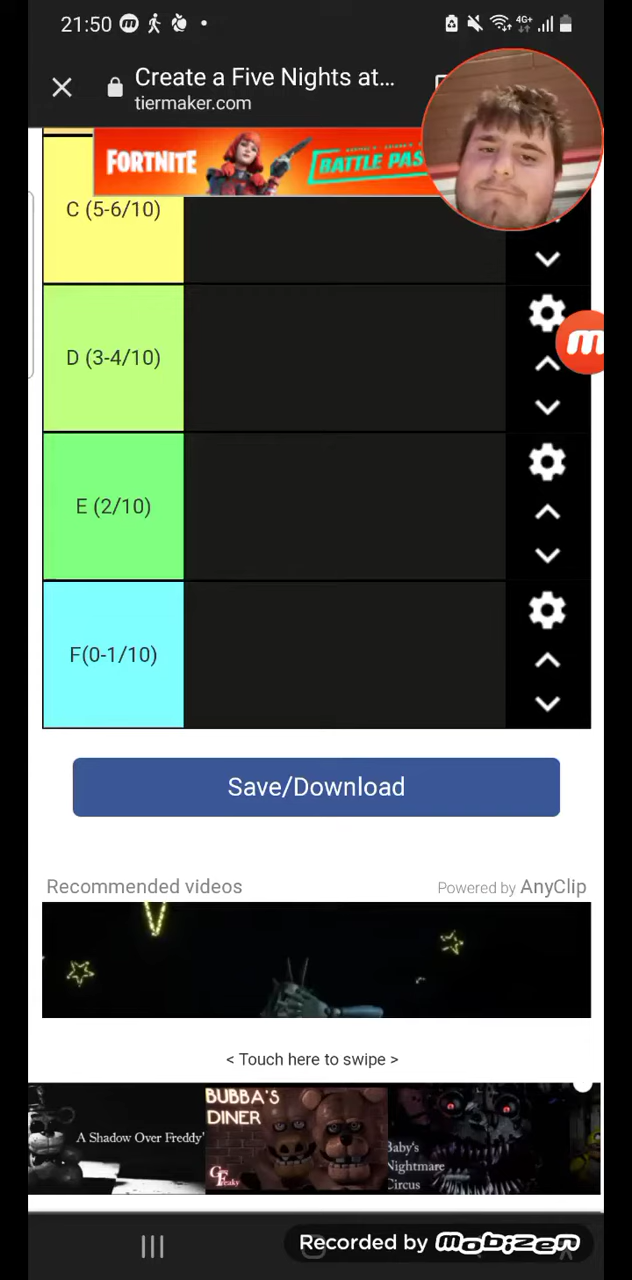 21:50
4G+
Create a Five Nights at...
tiermaker.com
FORTNITE
BATTLE PAS
C (5-6/10)
D (3-4/10)
E (2/10)
F(0-1/10)
Save/Download
Recommended videos
Powered by AnyClip
< Touch here to swipe >
A Shadow Over Freddy'
BUBBA'S
DINER
Baby's
Nightmare
Circus
Recorded by mobizen